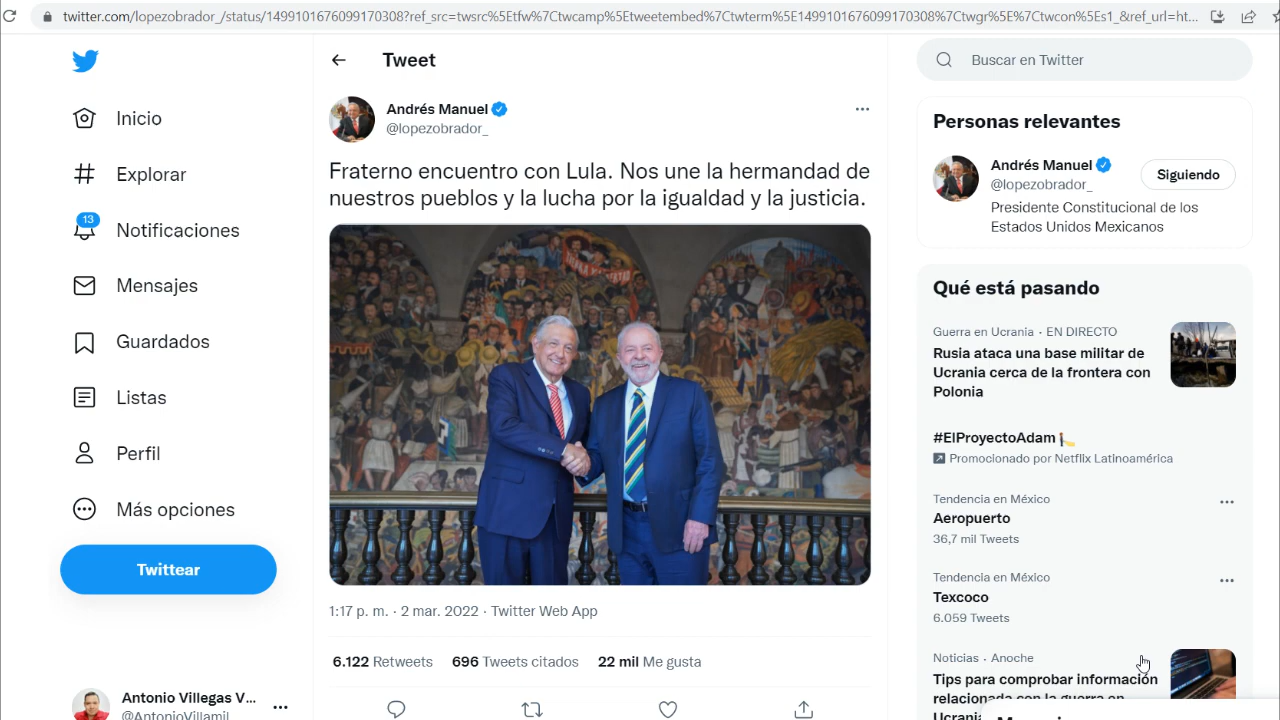 twitter.com/lopezobrador_/status/1499101676099170308?ref_src=twsrc%5Etfw%7Ctwcamp%5Etweetembed%7Ctwterm%5E1499101676099170308%7Ctwgr%5E%7Ctwcon%5Es1_&ref_url=ht...
Inicio
Explorar
13
Notificaciones
Mensajes
Guardados
Listas
Perfil
Más opciones
Twittear
Antonio Villegas V...
@AntonioVillamil
Tweet
Andrés Manuel
@lopezobrador_
Fraterno encuentro con Lula. Nos une la hermandad de
nuestros pueblos y la lucha por la igualdad y la justicia.
1:17 p. m. · 2 mar. 2022 · Twitter Web App
6.122 Retweets 696 Tweets citados 22 mil Me gusta
Buscar en Twitter
Personas relevantes
Andrés Manuel
@lopezobrador_
Siguiendo
Presidente Constitucional de los
Estados Unidos Mexicanos
Qué está pasando
Guerra en Ucrania · EN DIRECTO
Rusia ataca una base militar de
Ucrania cerca de la frontera con
Polonia
#ElProyectoAdam
Promocionado por Netflix Latinoamérica
Tendencia en México
Aeropuerto
36,7 mil Tweets
Tendencia en México
Texcoco
6.059 Tweets
Noticias · Anoche
Tips para comprobar información
relacionada con la guerra en
Ucrania